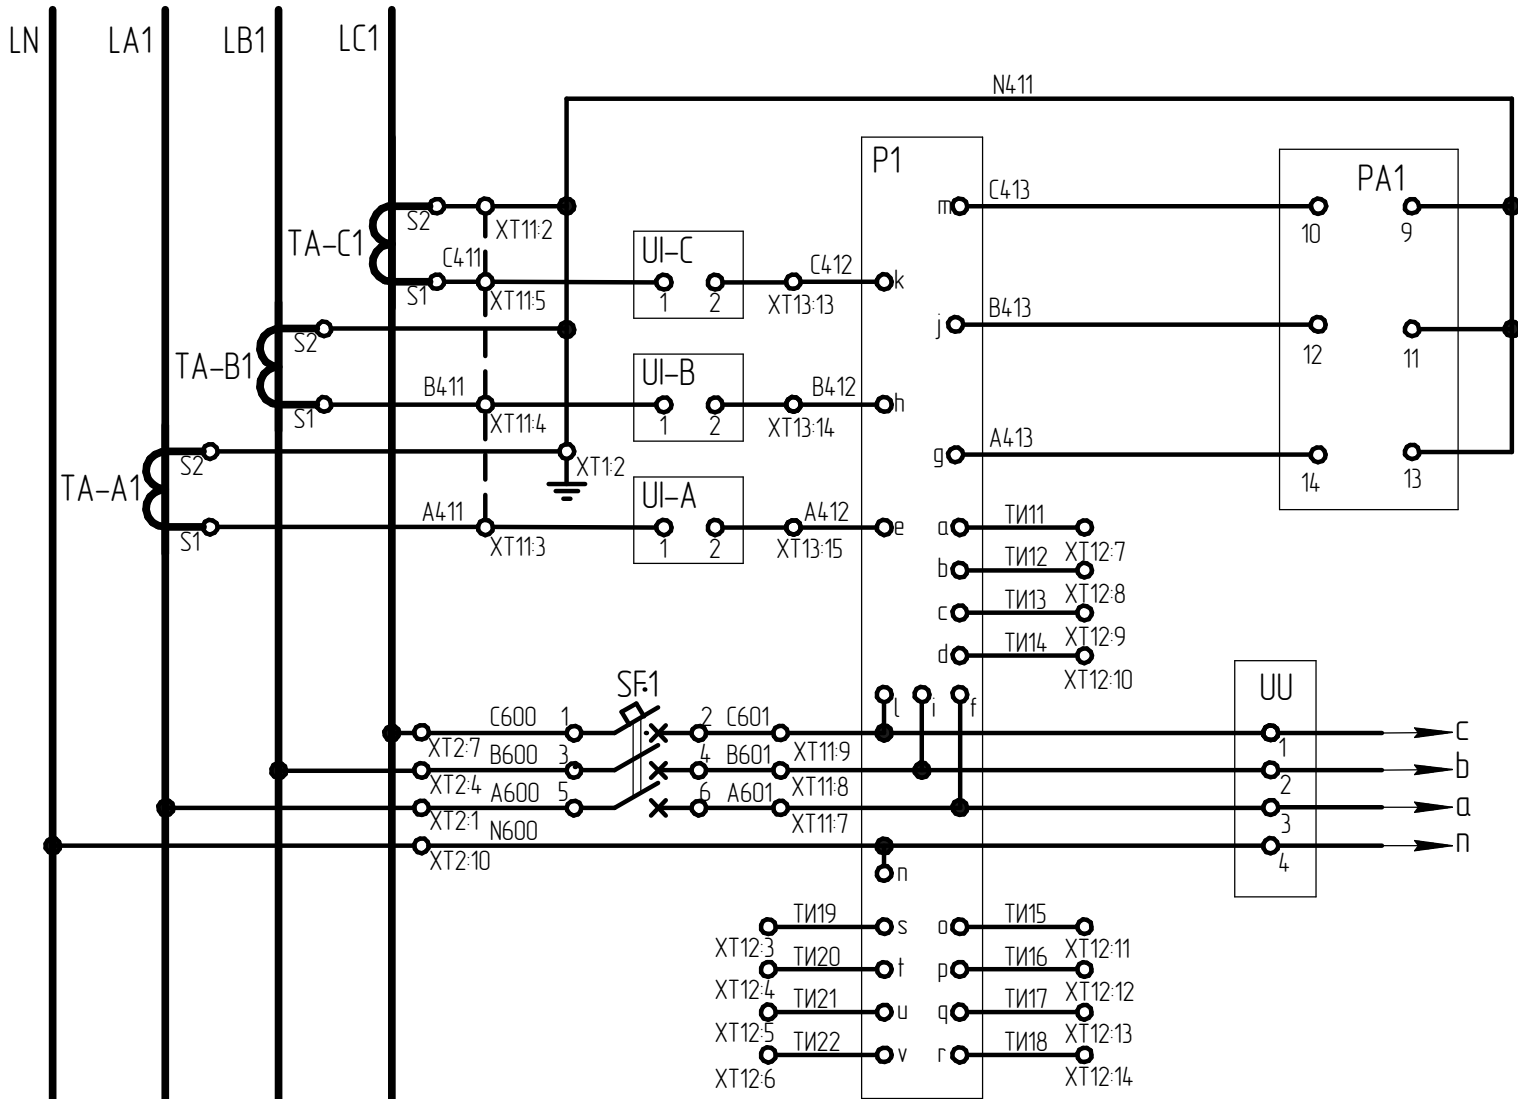 LN LA1 LB1 LC1
N411
P1
PA1
m C413
S2 XT11:2
10 9
TA-C1
C411 UI-C C412
S1 XT11:5 1 2 XT13:13 k
j B413
S2
12 11
TA-B1
B411 UI-B B412
S1 XT11:4 1 2 XT13:14 h
A413
g
S2 XT1:2
14 13
TA-A1
A411 UI-A A412
S1 XT11:3 1 2 XT13:15 e
a ТИ11 XT12:7
b ТИ12 XT12:8
c ТИ13 XT12:9
d ТИ14 XT12:10
SF1
UU
l i f
C600 1 2 C601
XT2:7 XT11:9 1 c
B600 3 4 B601
XT2:4 XT11:8 2 b
A600 5 6 A601
XT2:1 XT11:7 3 a
N600
XT2:10 4 n
n
ТИ19 s o ТИ15
XT12:3 XT12:11
ТИ20 t p ТИ16
XT12:4 XT12:12
ТИ21 u q ТИ17
XT12:5 XT12:13
ТИ22 v r ТИ18
XT12:6 XT12:14